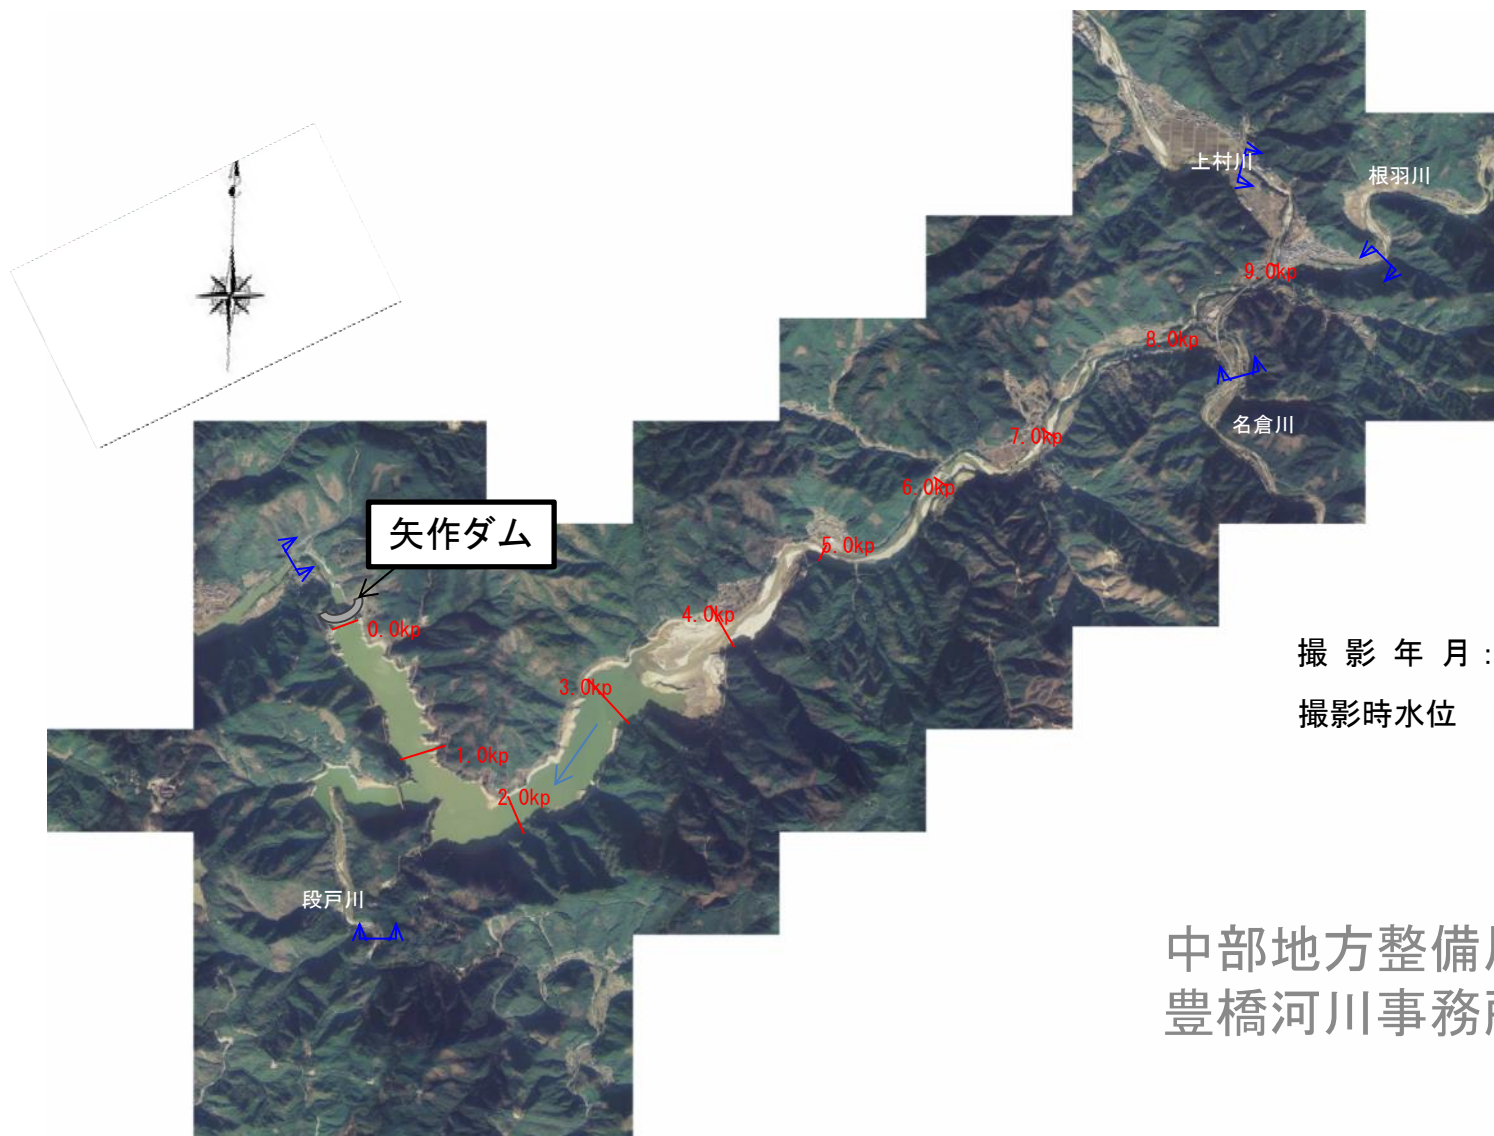 上村川
根羽川
9.0kp
8.0kp
名倉川
7.0kp
6.0kp
矢作ダム
5.0kp
4.0kp
0.0kp
撮影年月:
3.0kp
撮影時水位
1.0kp
2.0kp
段戸川
中部地方整備
豊橋河川事務